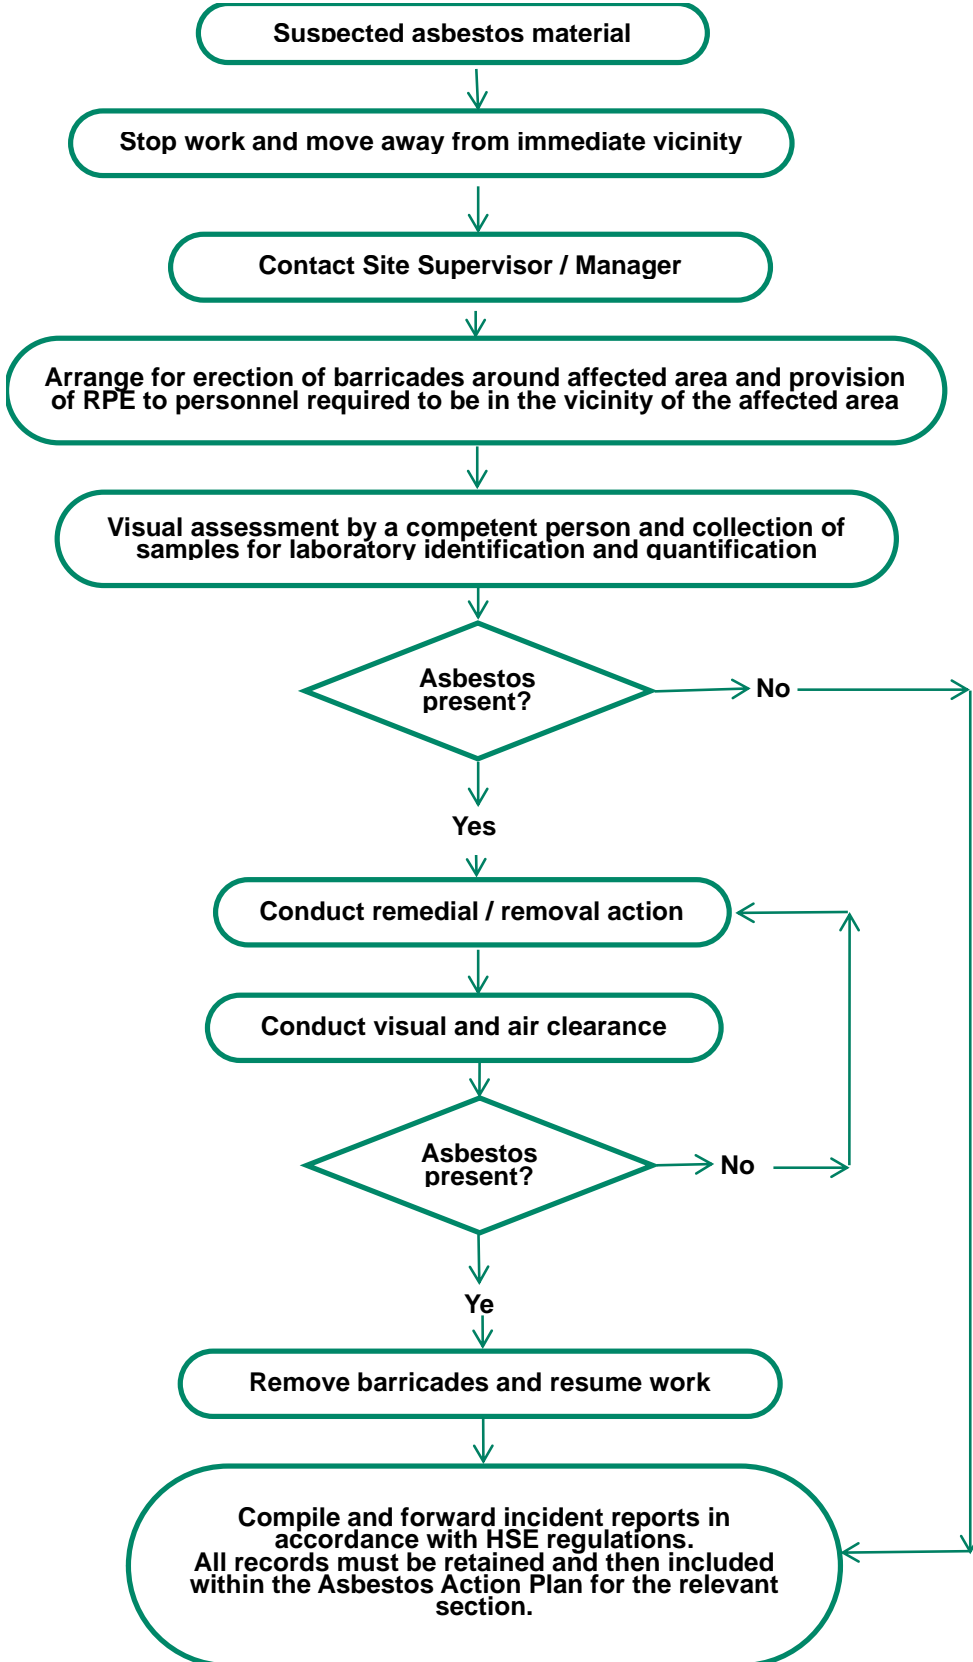 Suspected asbestos material
Stop work and move away from immediate vicinity
Contact Site Supervisor / Manager
Arrange for erection of barricades around affected area and provision
of RPE to personnel required to be in the vicinity of the affected area
Visual assessment by a competent person and collection of
samples for laboratory identification and quantification
Asbestos
present?
No
Yes
Conduct remedial / removal action
Conduct visual and air clearance
Asbestos
present?
No
Ye
Remove barricades and resume work
Compile and forward incident reports in
accordance with HSE regulations.
All records must be retained and then included
within the Asbestos Action Plan for the relevant
section.